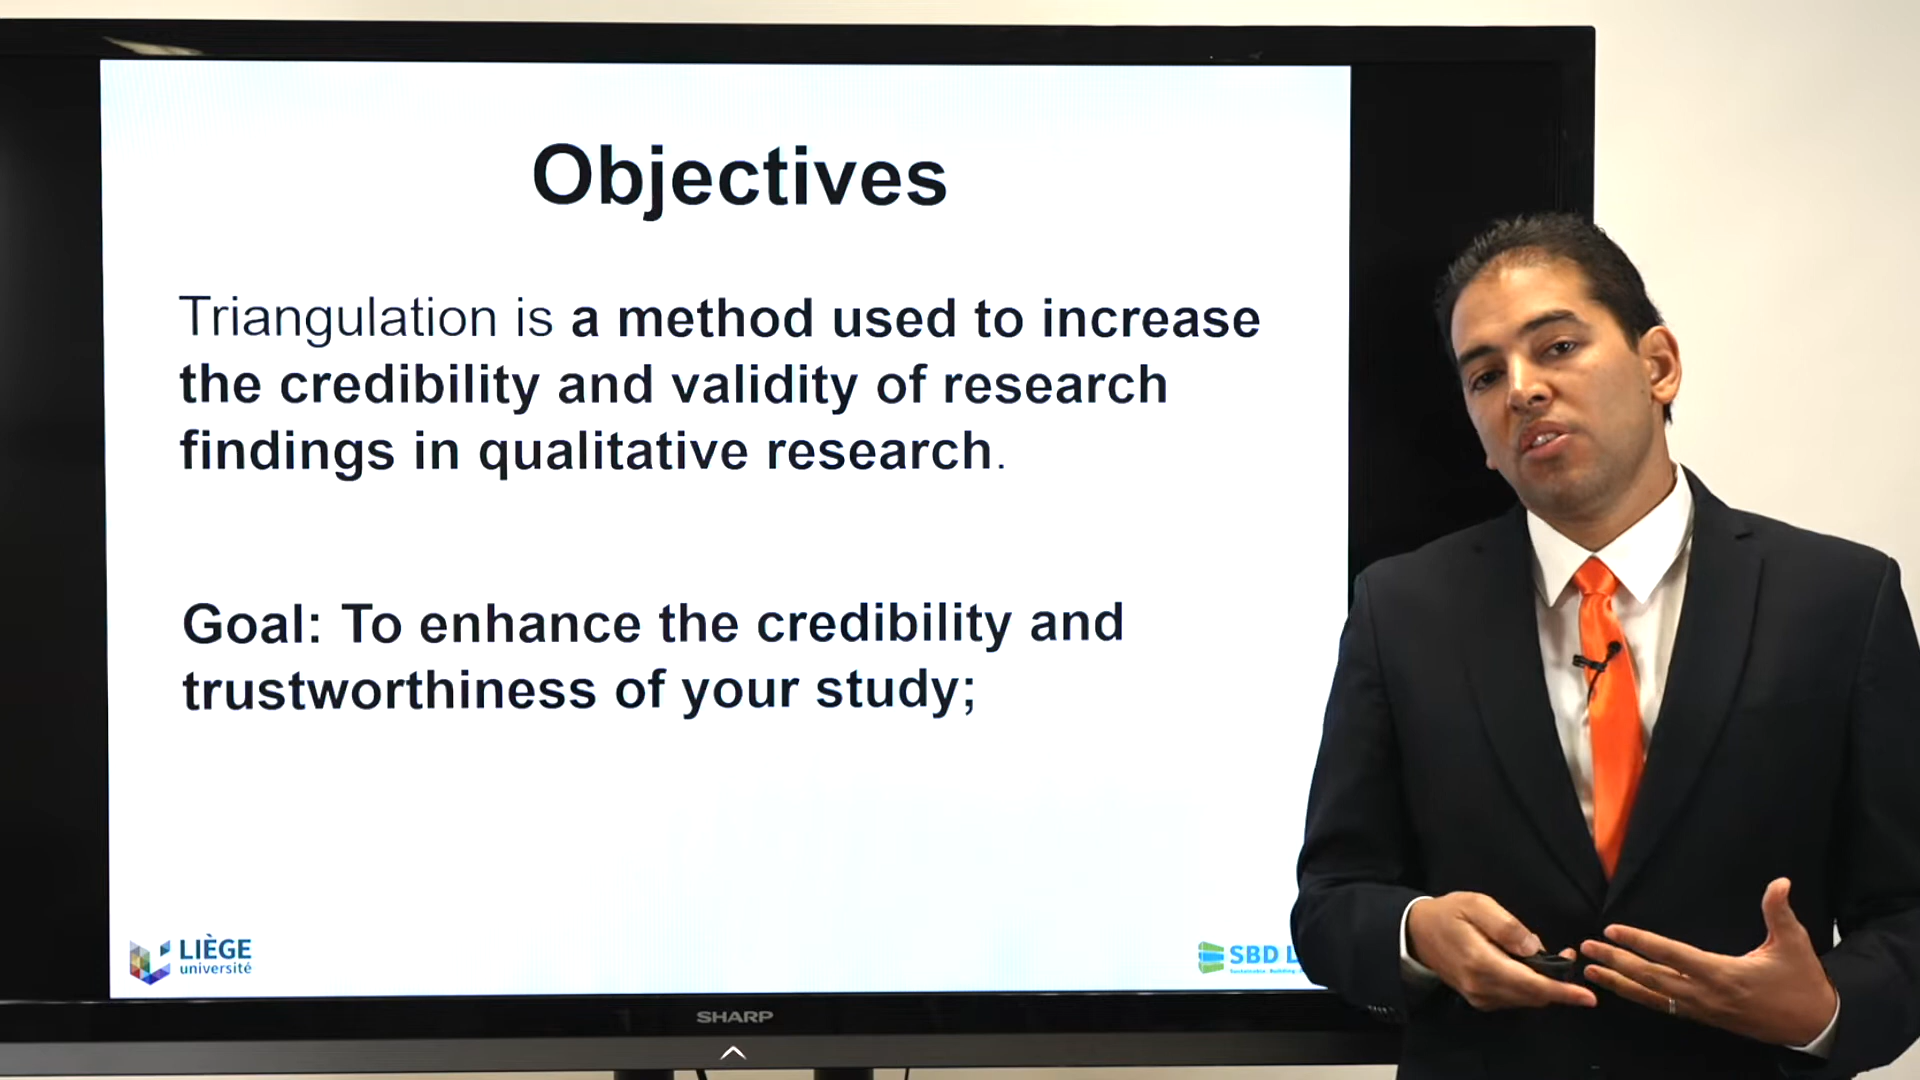 Objectives
Triangulation is a method used to increase
the credibility and validity of research
findings in qualitative research.
Goal: To enhance the credibility and
trustworthiness of your study;
LIÈGE
université
SBD L
SHARP